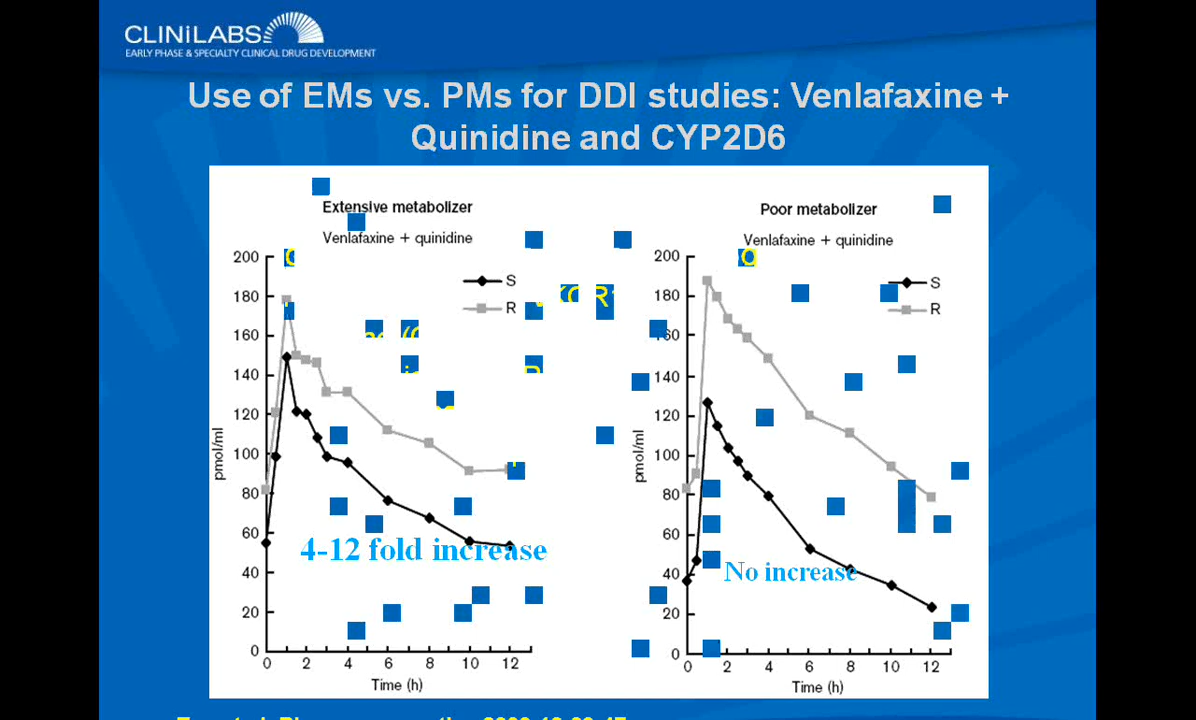 CLINiLABS
EARLY PHASE & SPECIALTY CLINICAL DRUG DEVELOPMENT
Use of EMs vs. PMs for DDI studies: Venlafaxine +
Quinidine and CYP2D6
Extensive metabolizer
Venlafaxine + quinidine
S
R
200
180
160
140
120
100
80
60
40
20
0
pmol/ml
4-12 fold increase
0 2 4 6 8 10 12
Time (h)
Poor metabolizer
Venlafaxine + quinidine
S
R
200
180
160
140
120
100
80
60
40
20
0
pmol/ml
No increase
0 2 4 6 8 10 12
Time (h)